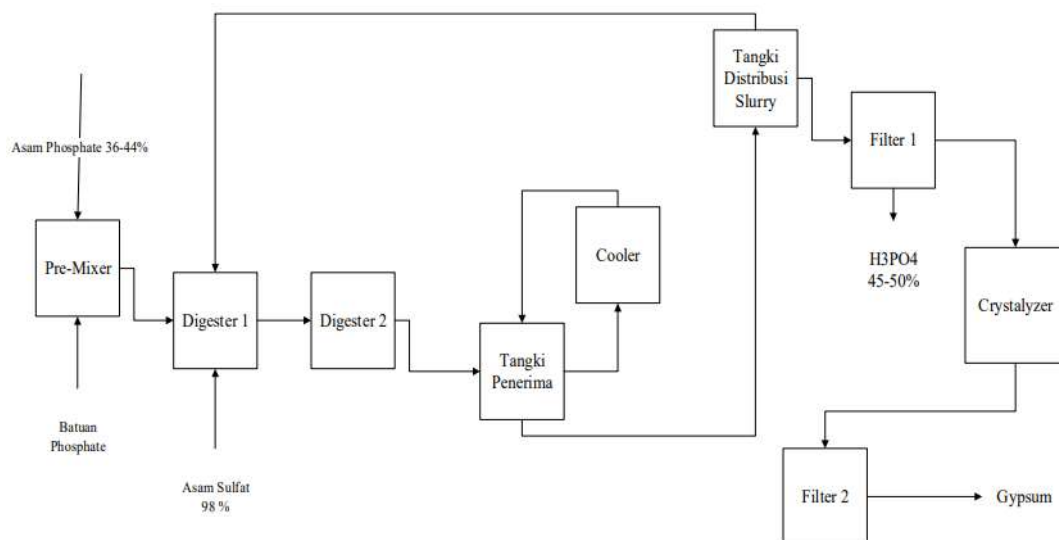 Tangki
Distribusi
Slurry
Filter 1
Asam Phosphate 36-44%
Pre-Mixer
Cooler
H3PO4
45-50%
Crystalyzer
Digester 1
Digester 2
Tangki
Penerima
Batuan
Phosphate
Asam Sulfat
98 %
Filter 2
Gypsum